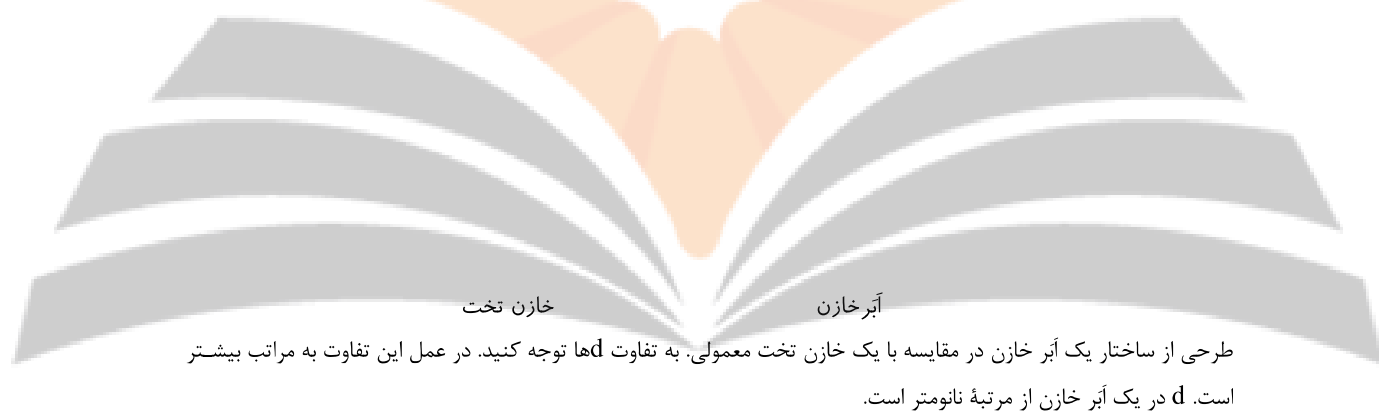 اَبَرخازن
خازن تخت
طرحی از ساختار یک اَبَر خازن در مقایسه با یک خازن تخت معمولی. به تفاوت dها توجه کنید. در عمل این تفاوت به مراتب بیشـتر
است. d در یک اَبَر خازن از مرتبهٔ نانومتر است.